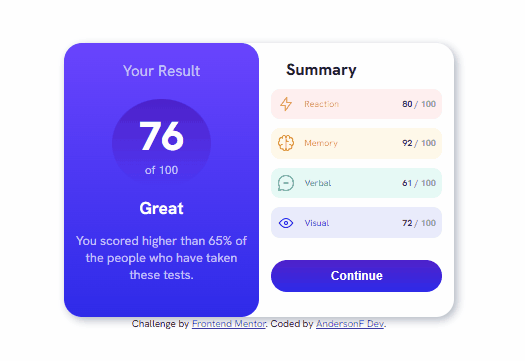 Your Result
76
of 100
Great
You scored higher than 65% of
the people who have taken
these tests.
Summary
Reaction 80 / 100
Memory 92 / 100
Verbal 61 / 100
Visual 72 / 100
Continue
Challenge by Frontend Mentor. Coded by AndersonF Dev.